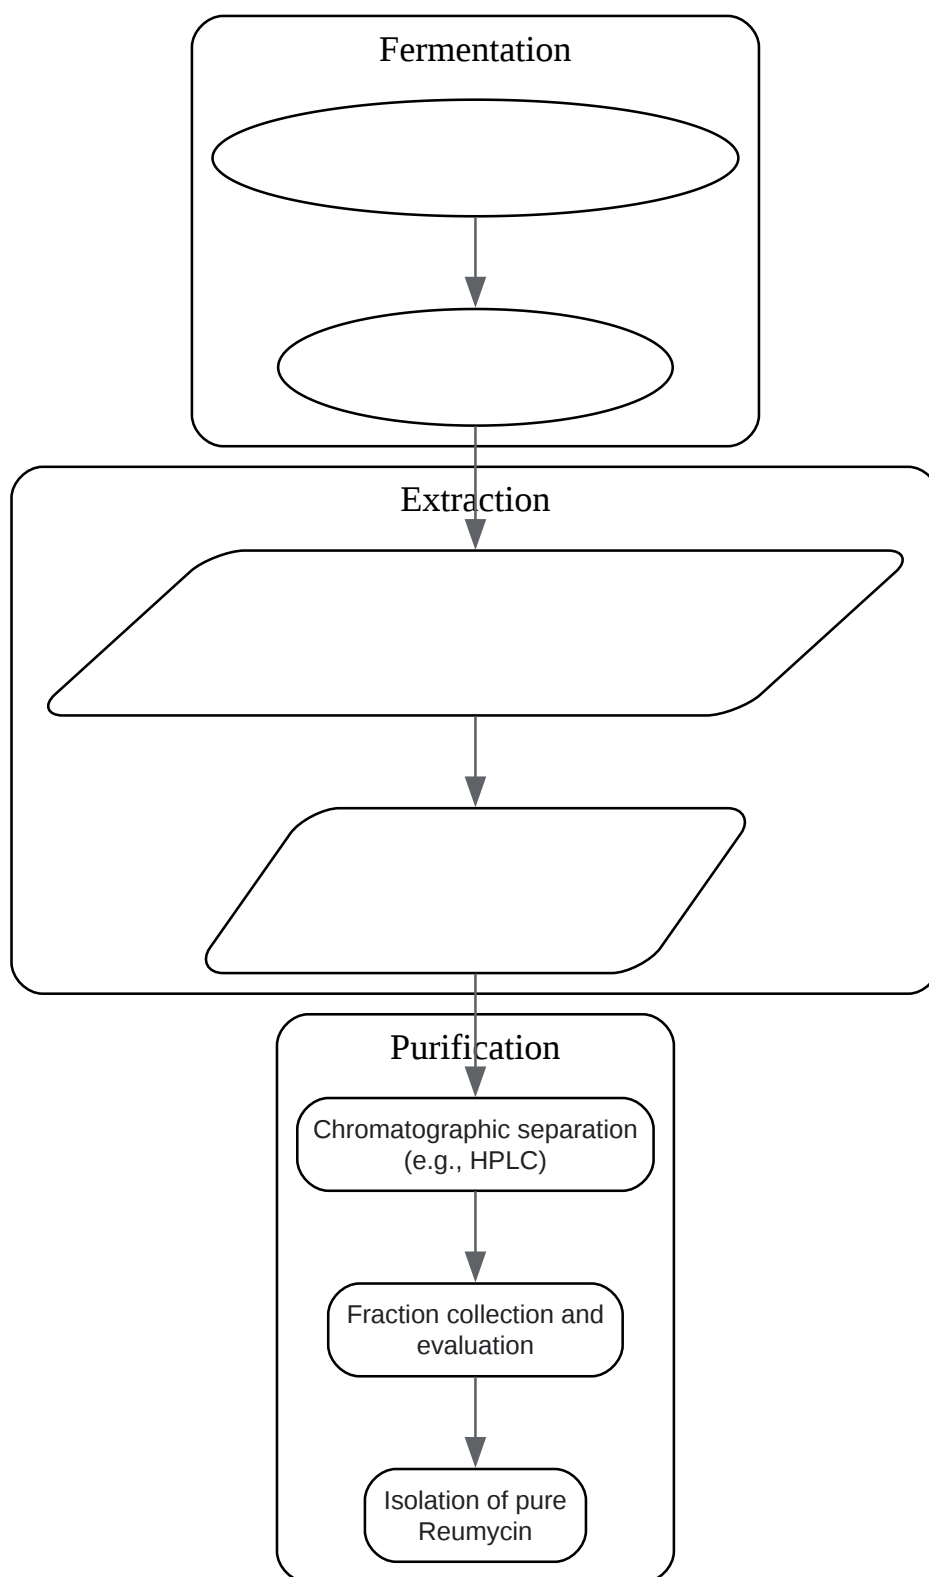 Fermentation
Extraction
Purification
Chromatographic separation
(e.g., HPLC)
Fraction collection and
evaluation
Isolation of pure
Reumycin